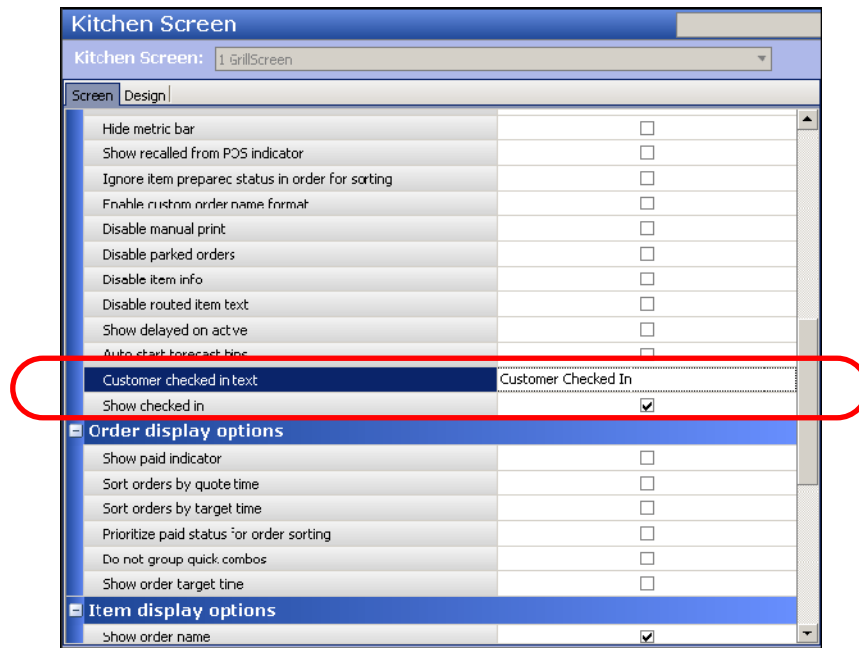 Kitchen Screen
Kitchen Screen: 1 GrillScreen
Screen Design
Hide metric bar
Show recalled from POS indicator
Ignore item prepared status in order for sorting
Enable custom order name format
Disable manual print
Disable parked orders
Disable item info
Disable routed item text
Show delayed on active
Auto start forecast bins
Customer checked in text Customer Checked In
Show checked in
Order display options
Show paid indicator
Sort orders by quote time
Sort orders by target time
Prioritize paid status for order sorting
Do not group quick combos
Show order target time
Item display options
Show order name